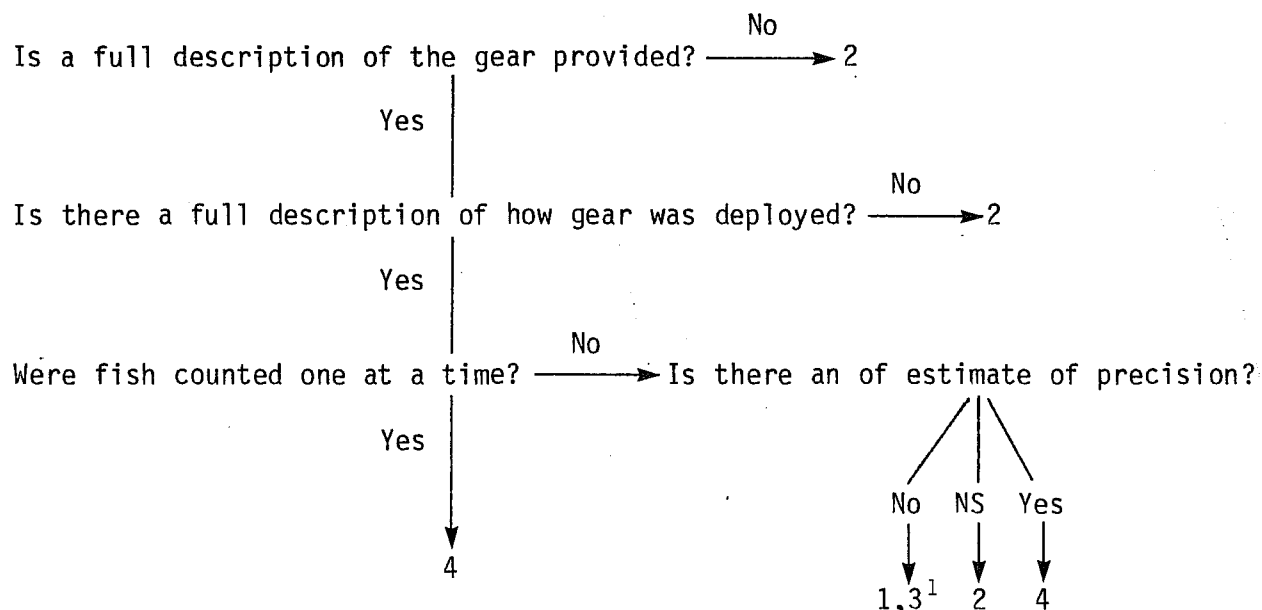 No
Is a full description of the gear provided? 2
Yes
No
Is there a full description of how gear was deployed? 2
Yes
No
Were fish counted one at a time? Is there an of estimate of precision?
Yes
No NS Yes
4
1,3¹ 2 4